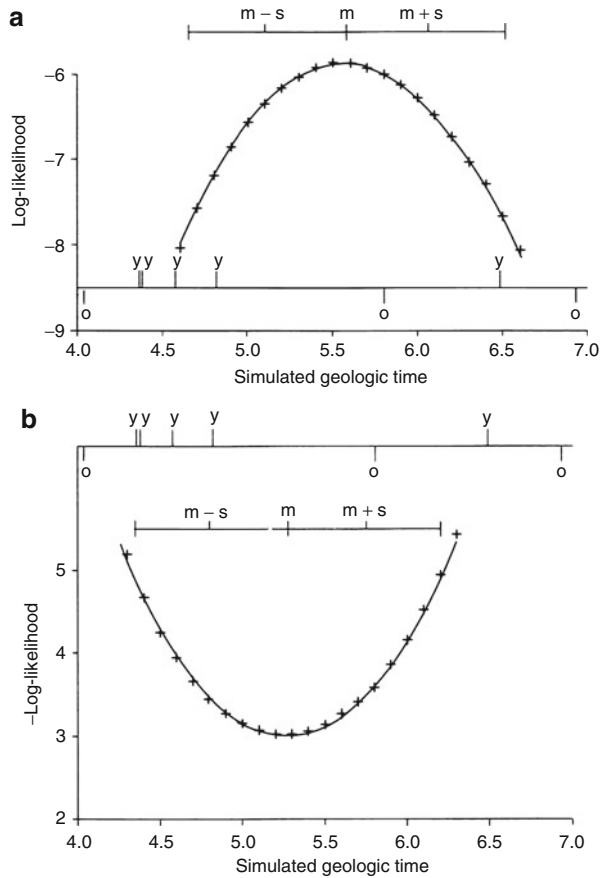 a
m – s m m + s
–6
–7
–8
–9
Log-likelihood
y y y y y
o o o
4.0 4.5 5.0 5.5 6.0 6.5 7.0
Simulated geologic time
b
y y y y y
o o o
m – s m m + s
5
4
3
2
–Log-likelihood
4.0 4.5 5.0 5.5 6.0 6.5 7.0
Simulated geologic time